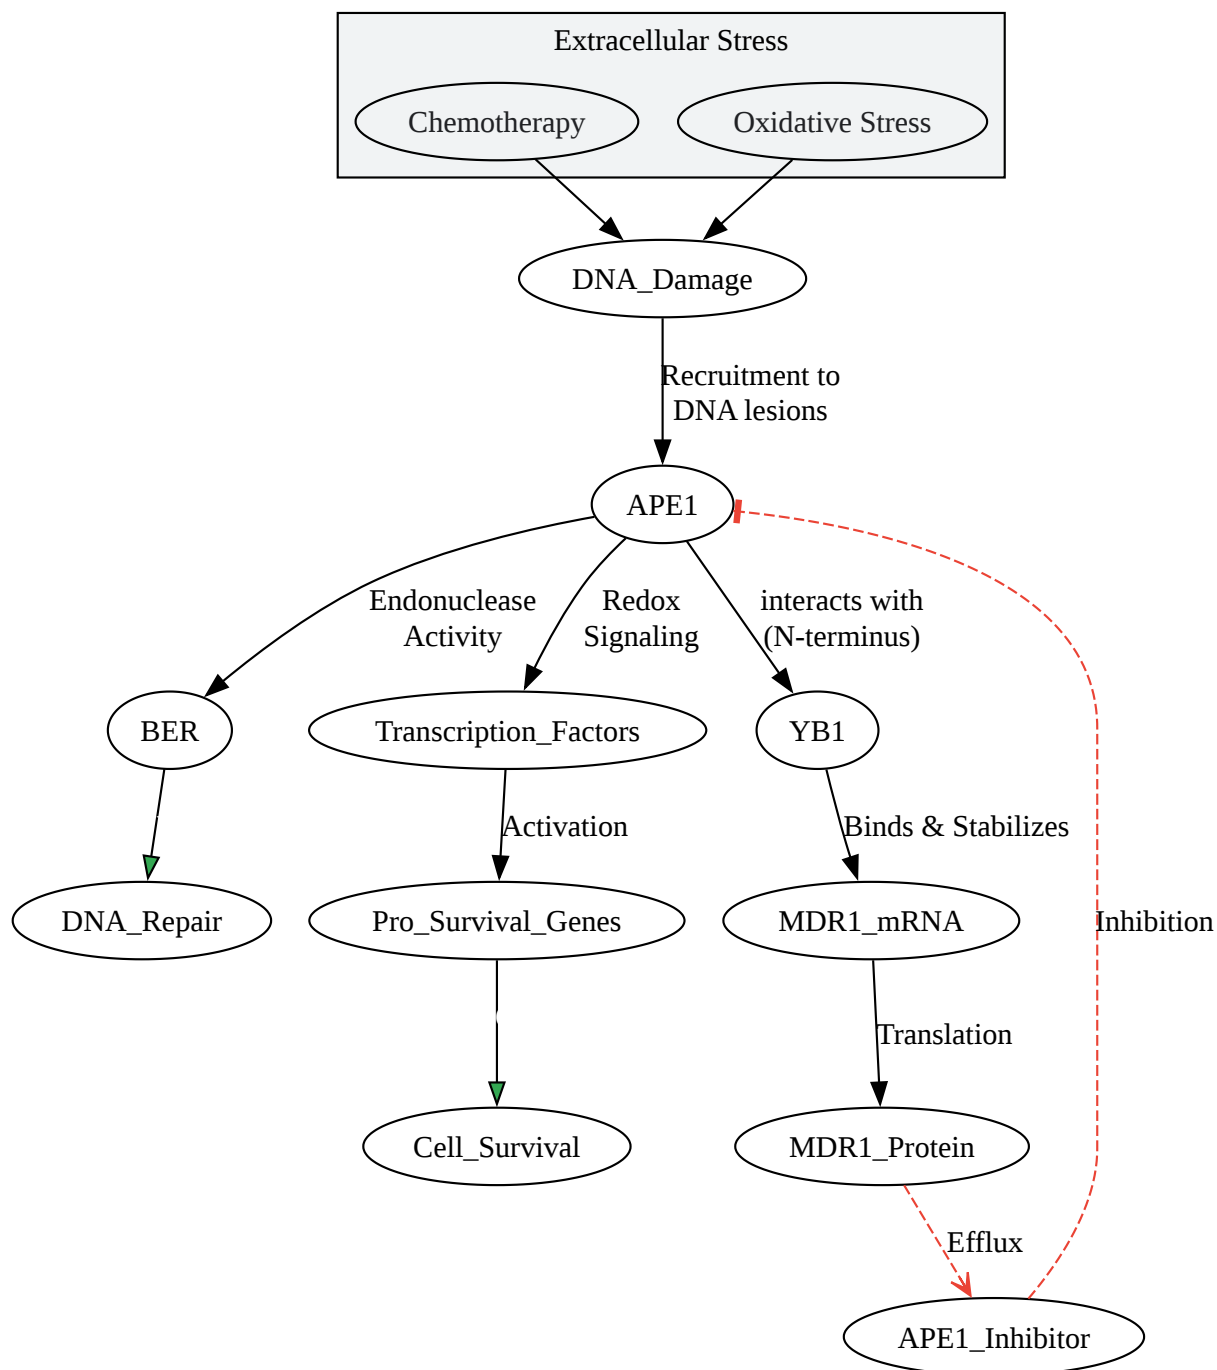 Extracellular Stress
Chemotherapy
Oxidative Stress
DNA_Damage
Recruitment to
DNA lesions
APE1
Endonuclease
Activity
Redox
Signaling
interacts with
(N-terminus)
BER
Transcription_Factors
YB1
Activation
Binds & Stabilizes
DNA_Repair
Pro_Survival_Genes
MDR1_mRNA
Inhibition
Translation
Cell_Survival
MDR1_Protein
Efflux
APE1_Inhibitor